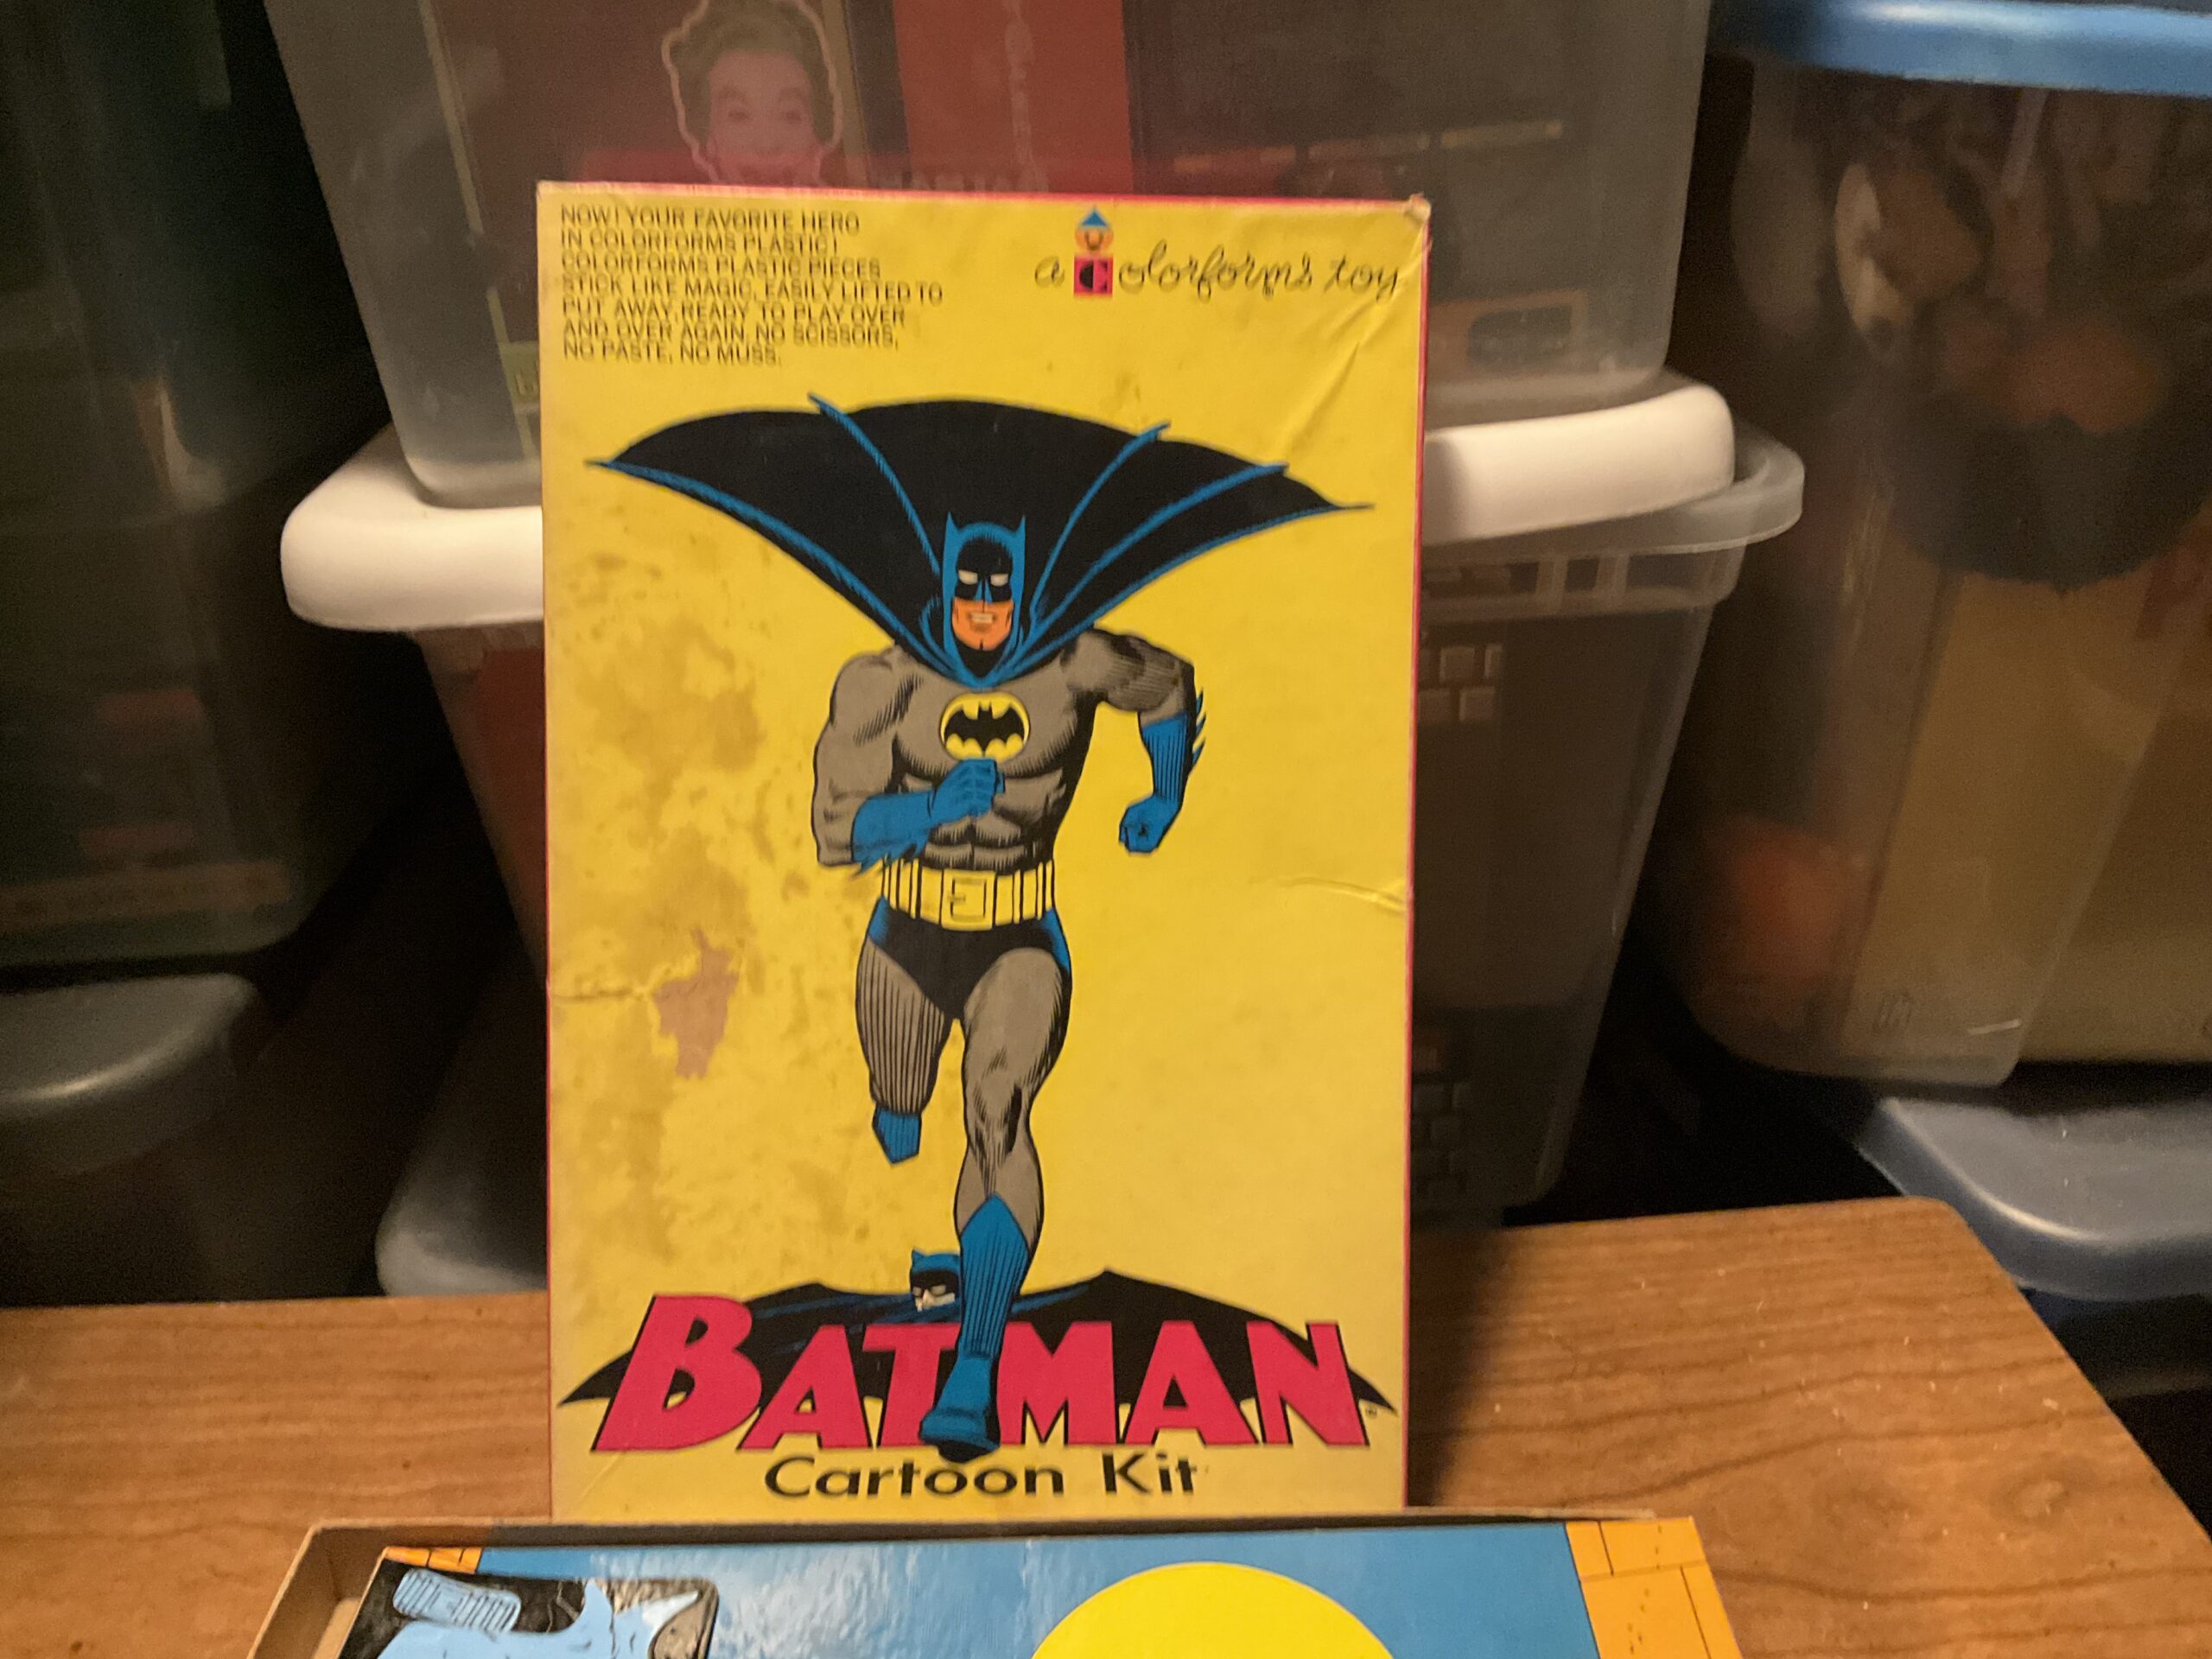 NOW! YOUR FAVORITE HERO
IN COLORFORMS PLASTIC!
COLORFORMS PLASTIC PIECES
STICK LIKE MAGIC, EASILY LIFTED TO
PUT AWAY, READY TO PLAY OVER
AND OVER AGAIN. NO SCISSORS,
NO PASTE, NO MUSS.
a Colorforms toy
BATMAN
Cartoon Kit